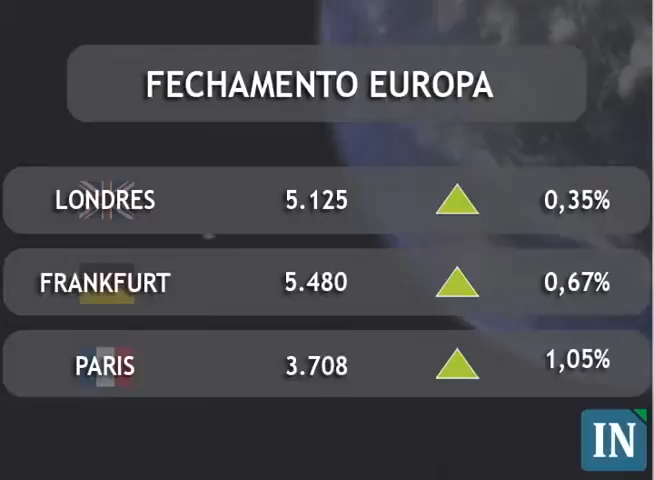 FECHAMENTO EUROPA
LONDRES 5.125 0,35%
FRANKFURT 5.480 0,67%
PARIS 3.708 1,05%
IN